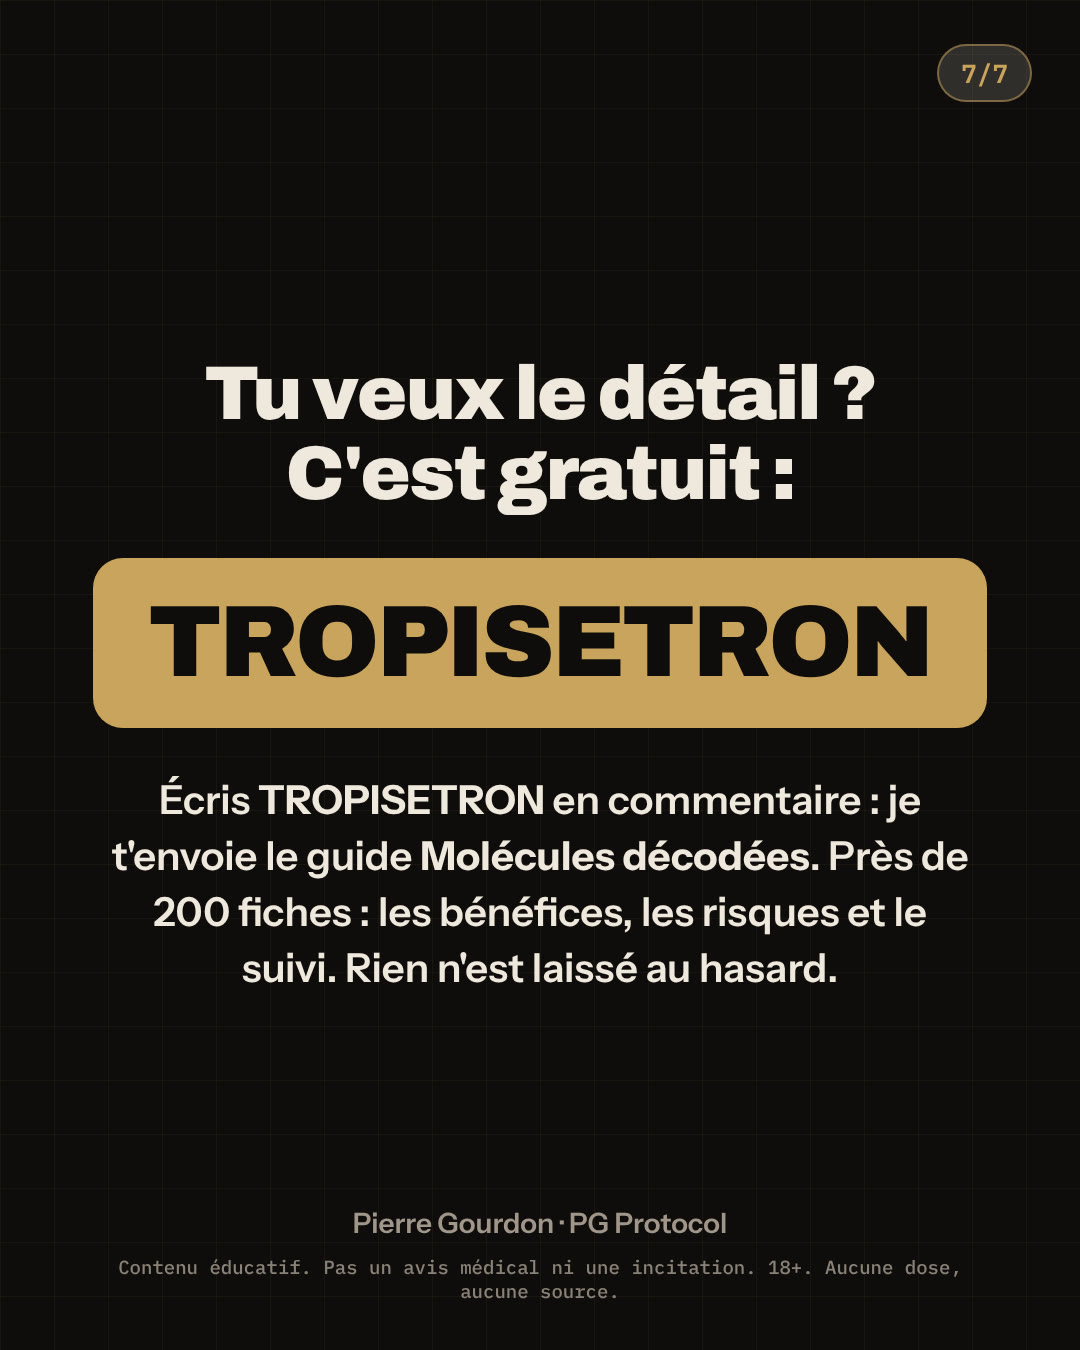 7/7
Tu veux le détail ?
C'est gratuit :
TROPISETRON
Écris TROPISETRON en commentaire : je
t'envoie le guide Molécules décodées. Près de
200 fiches : les bénéfices, les risques et le
suivi. Rien n'est laissé au hasard.
Pierre Gourdon · PG Protocol
Contenu éducatif. Pas un avis médical ni une incitation. 18+. Aucune dose,
aucune source.